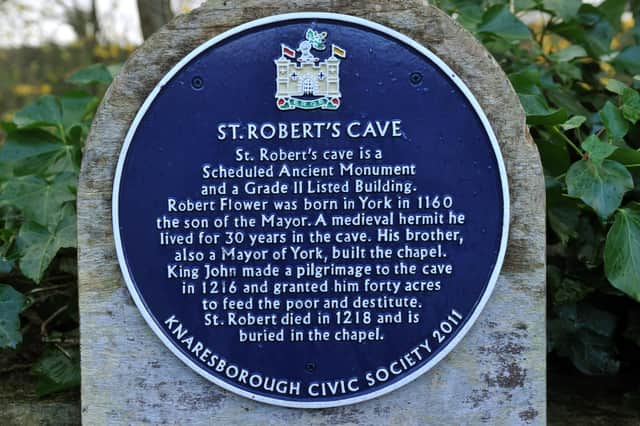 ST. ROBERT'S CAVE
St. Robert's cave is a
Scheduled Ancient Monument
and a Grade II Listed Building.
Robert Flower was born in York in 1160
the son of the Mayor. A medieval hermit he
lived for 30 years in the cave. His brother,
also a Mayor of York, built the chapel.
King John made a pilgrimage to the cave
in 1216 and granted him forty acres
to feed the poor and destitute.
St. Robert died in 1218 and is
buried in the chapel.
KNARESBOROUGH CIVIC SOCIETY 2011